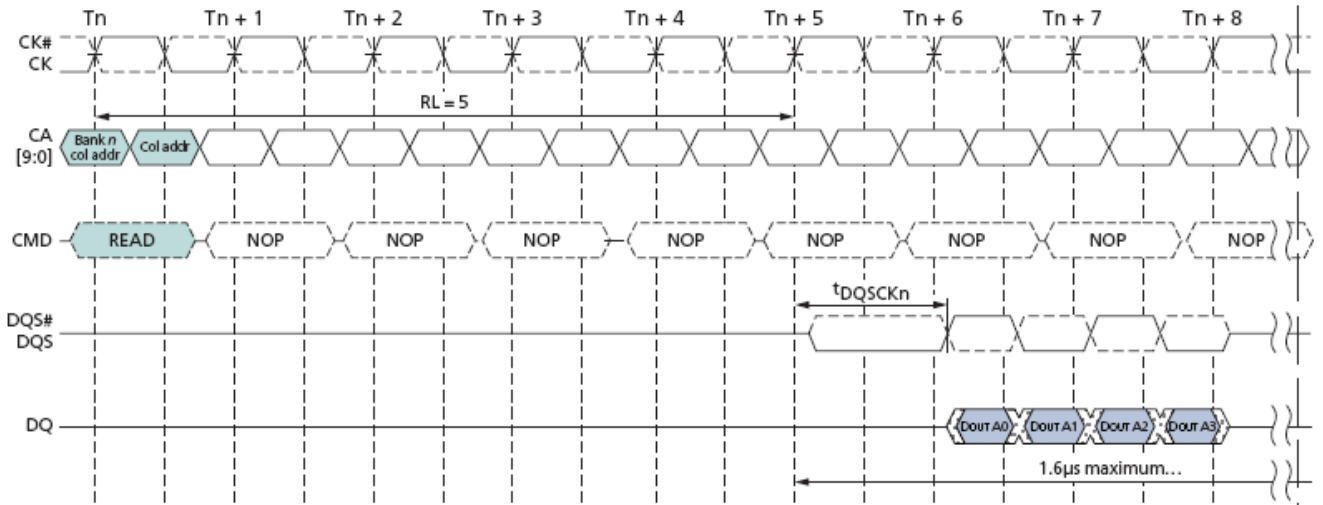 Tn Tn + 1 Tn + 2 Tn + 3 Tn + 4 Tn + 5 Tn + 6 Tn + 7 Tn + 8
CK#
CK
RL = 5
CA
[9:0]
Bank n
col addr
Col addr
CMD READ NOP NOP NOP NOP NOP NOP NOP NOP
tDQSCKn
DQS#
DQS
DQ DOUT A0 DOUT A1 DOUT A2 DOUT A3
1.6µs maximum…